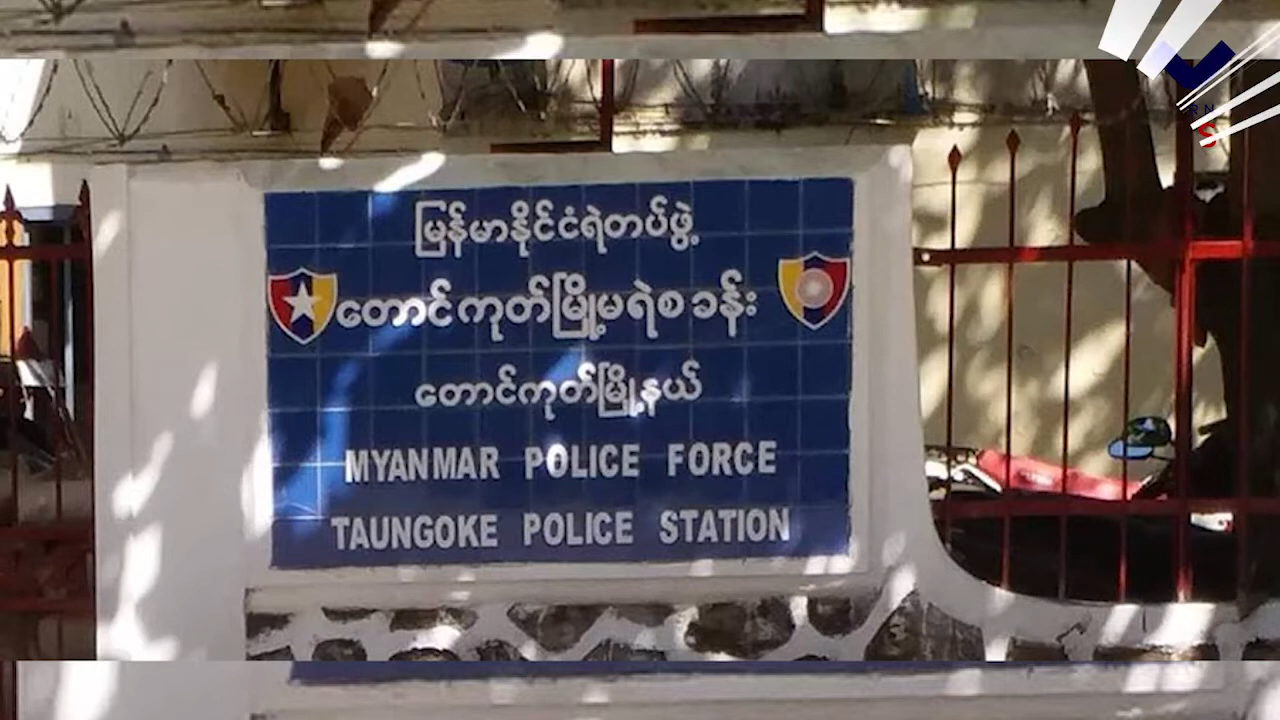 မြန်မာနိုင်ငံရဲတပ်ဖွဲ့
တောင်ကုတ်မြို့မရဲစခန်း
တောင်ကုတ်မြို့နယ်
MYANMAR POLICE FORCE
TAUNGOKE POLICE STATION